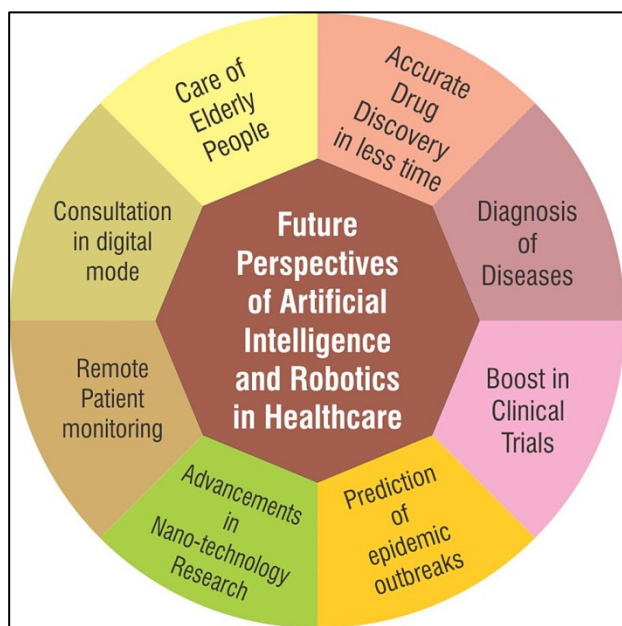 Future
Perspectives
of Artificial
Intelligence
and Robotics
in Healthcare
Accurate
Drug
Discovery
in less time
Diagnosis
of
Diseases
Boost in
Clinical
Trials
Prediction
of
epidemic
outbreaks
Advancements
in
Nano-technology
Research
Remote
Patient
monitoring
Consultation
in digital
mode
Care of
Elderly
People